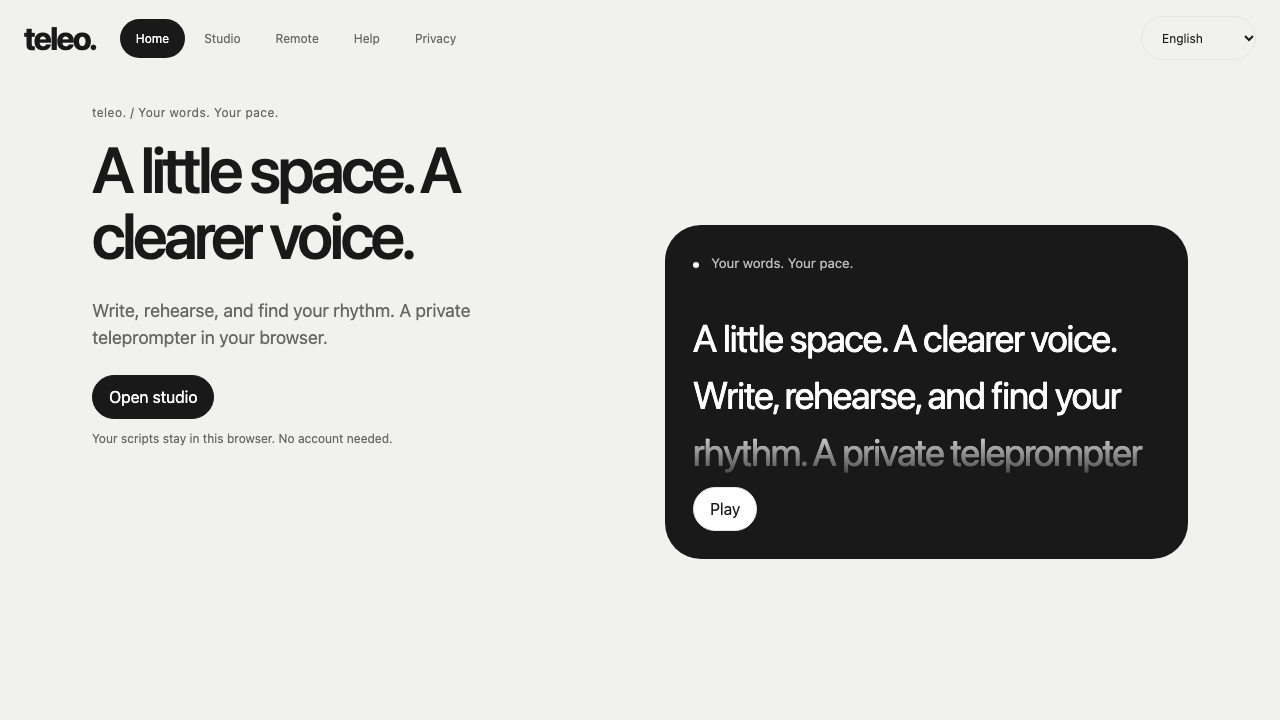 teleo.
Home
Studio
Remote
Help
Privacy
English
teleo. / Your words. Your pace.
A little space. A
clearer voice.
Write, rehearse, and find your rhythm. A private
teleprompter in your browser.
Open studio
Your scripts stay in this browser. No account needed.
Your words. Your pace.
A little space. A clearer voice.
Write, rehearse, and find your
rhythm. A private teleprompter
Play